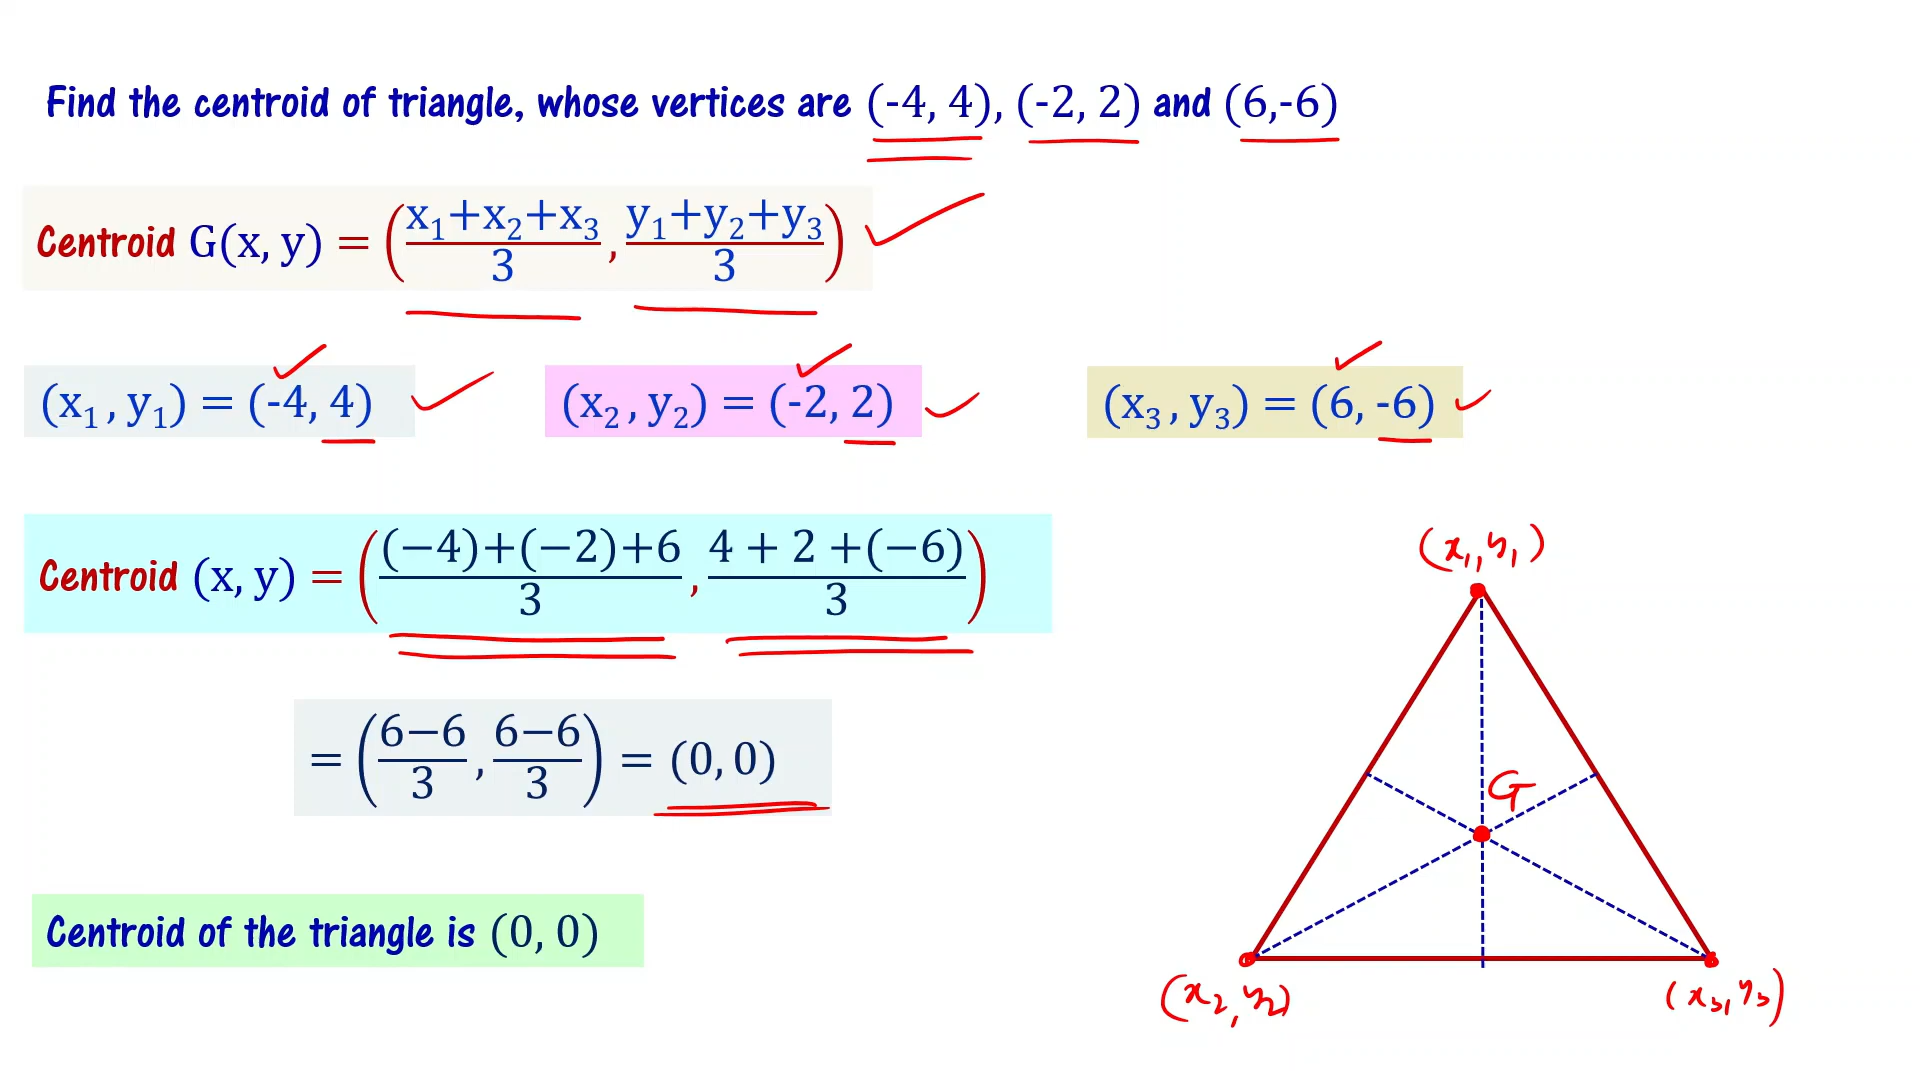 Find the centroid of triangle, whose vertices are (-4, 4), (-2, 2) and (6,-6)
Centroid G(x, y) = ( x₁+x₂+x₃ / 3 , y₁+y₂+y₃ / 3 )
(x₁ , y₁) = (-4, 4)
(x₂ , y₂) = (-2, 2)
(x₃ , y₃) = (6, -6)
Centroid (x, y) = ( (−4)+(−2)+6 / 3 , 4 + 2 +(−6) / 3 )
= ( 6−6 / 3 , 6−6 / 3 ) = (0, 0)
Centroid of the triangle is (0, 0)
(x₁, y₁)
G
(x₂, y₂)
(x₃, y₃)